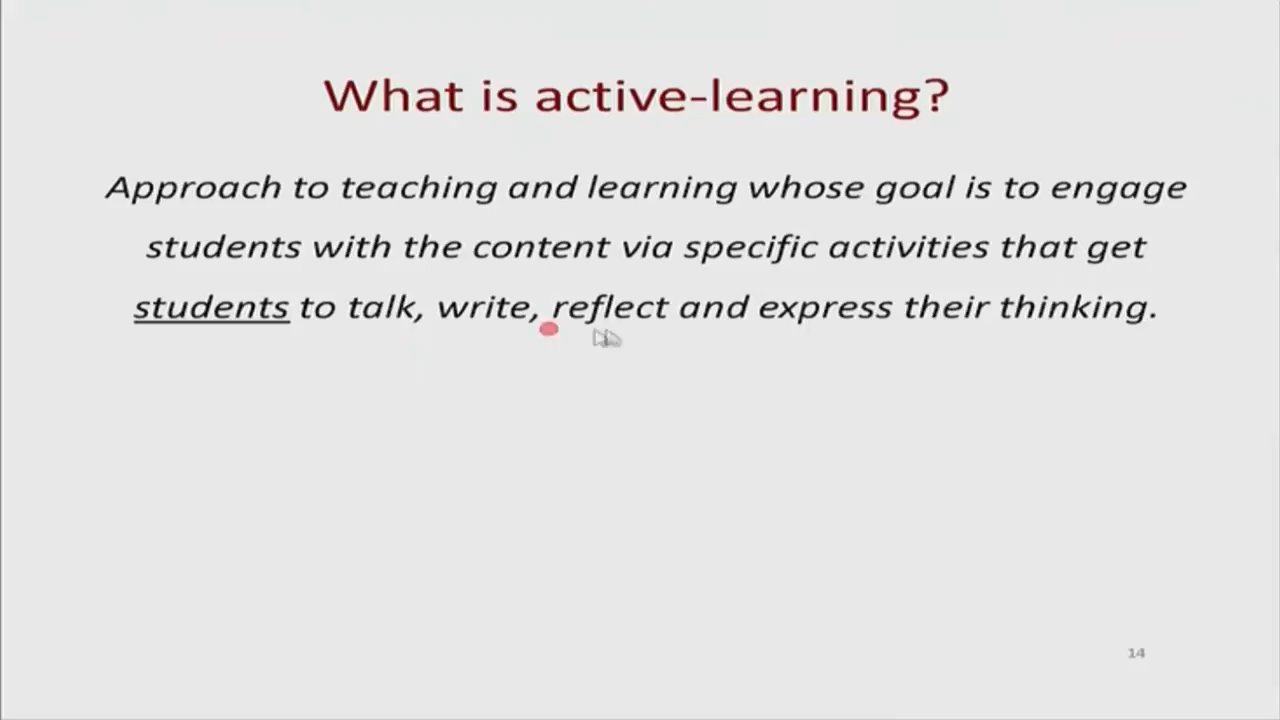 What is active-learning?
Approach to teaching and learning whose goal is to engage
students with the content via specific activities that get
students to talk, write, reflect and express their thinking.
14